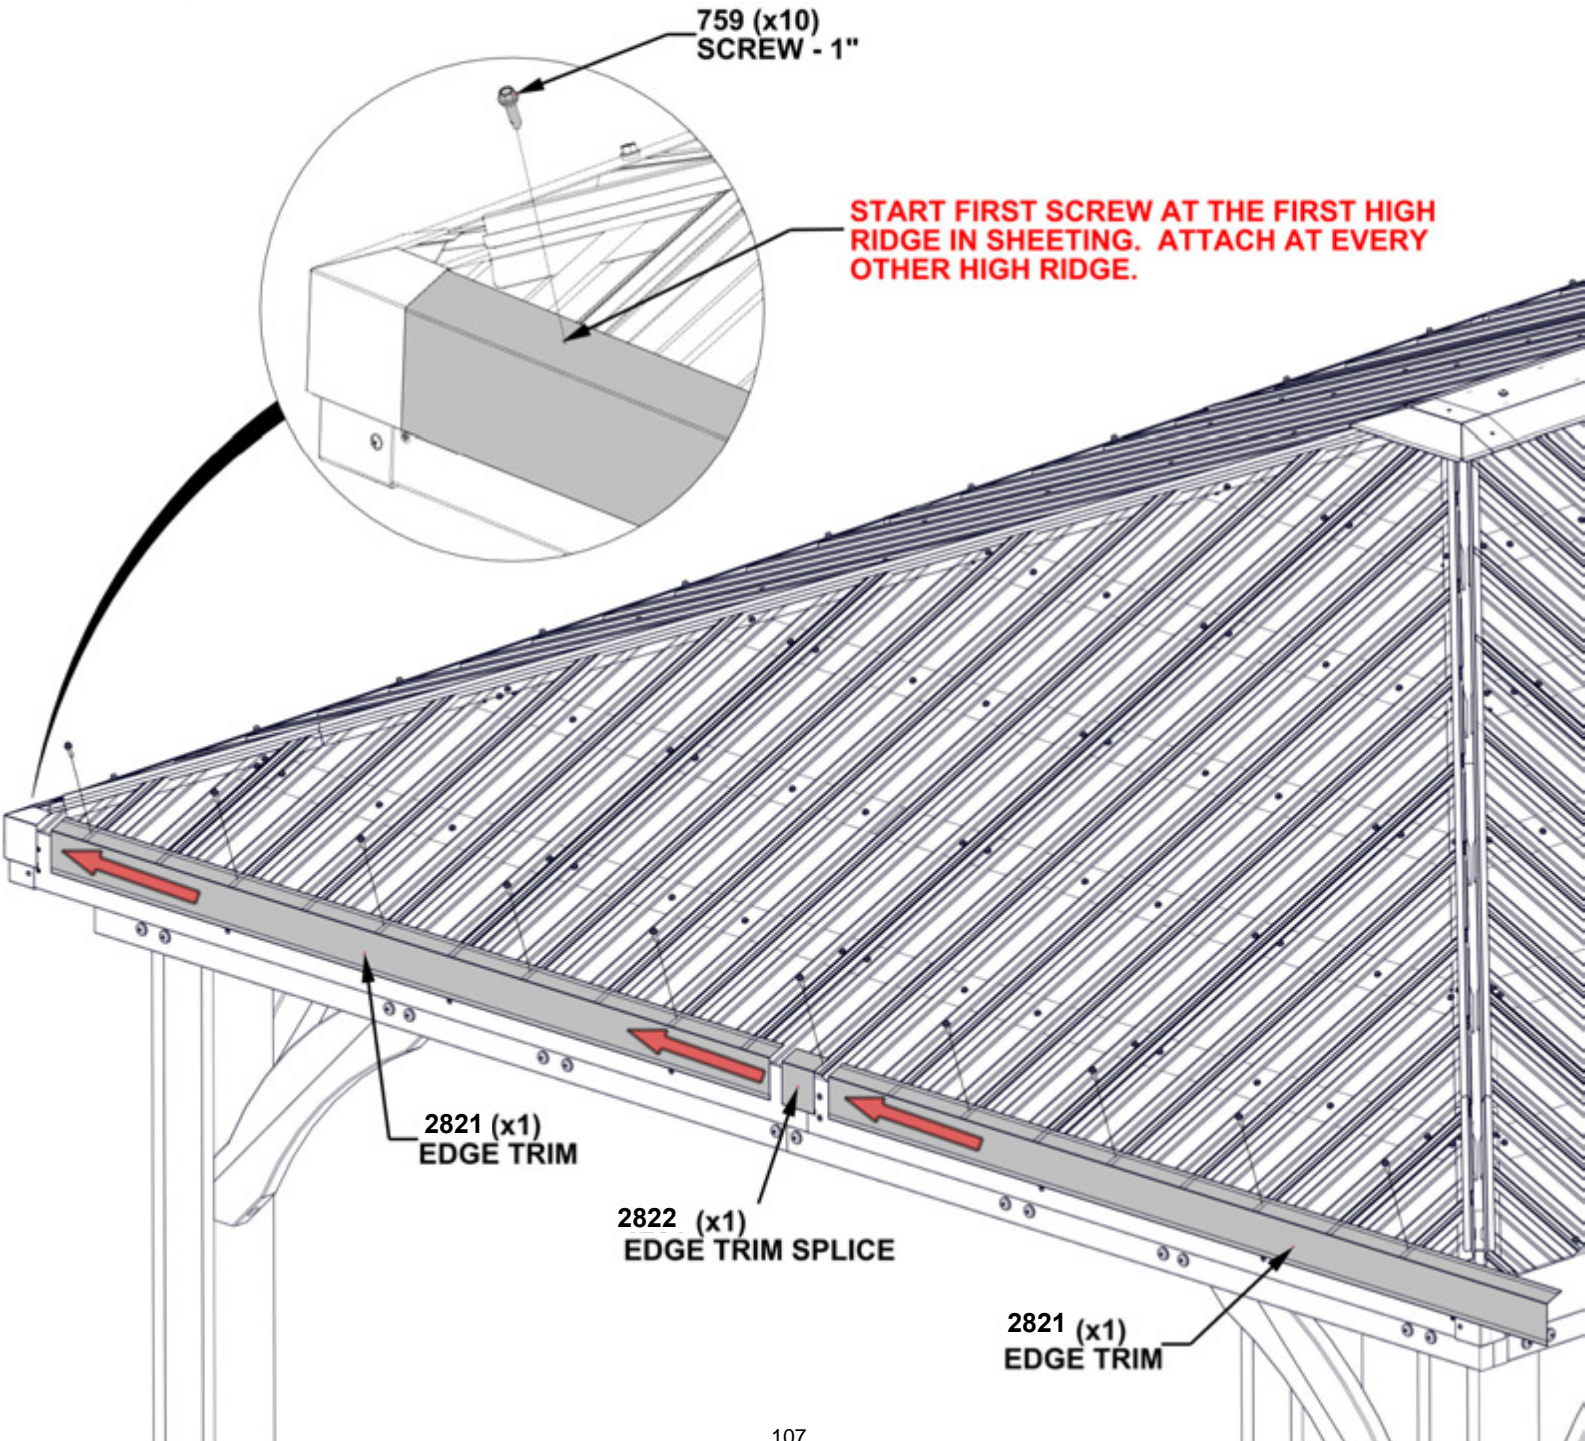 759 (x10)
SCREW - 1"
START FIRST SCREW AT THE FIRST HIGH
RIDGE IN SHEETING. ATTACH AT EVERY
OTHER HIGH RIDGE.
2821 (x1)
EDGE TRIM
2822 (x1)
EDGE TRIM SPLICE
2821 (x1)
EDGE TRIM
107